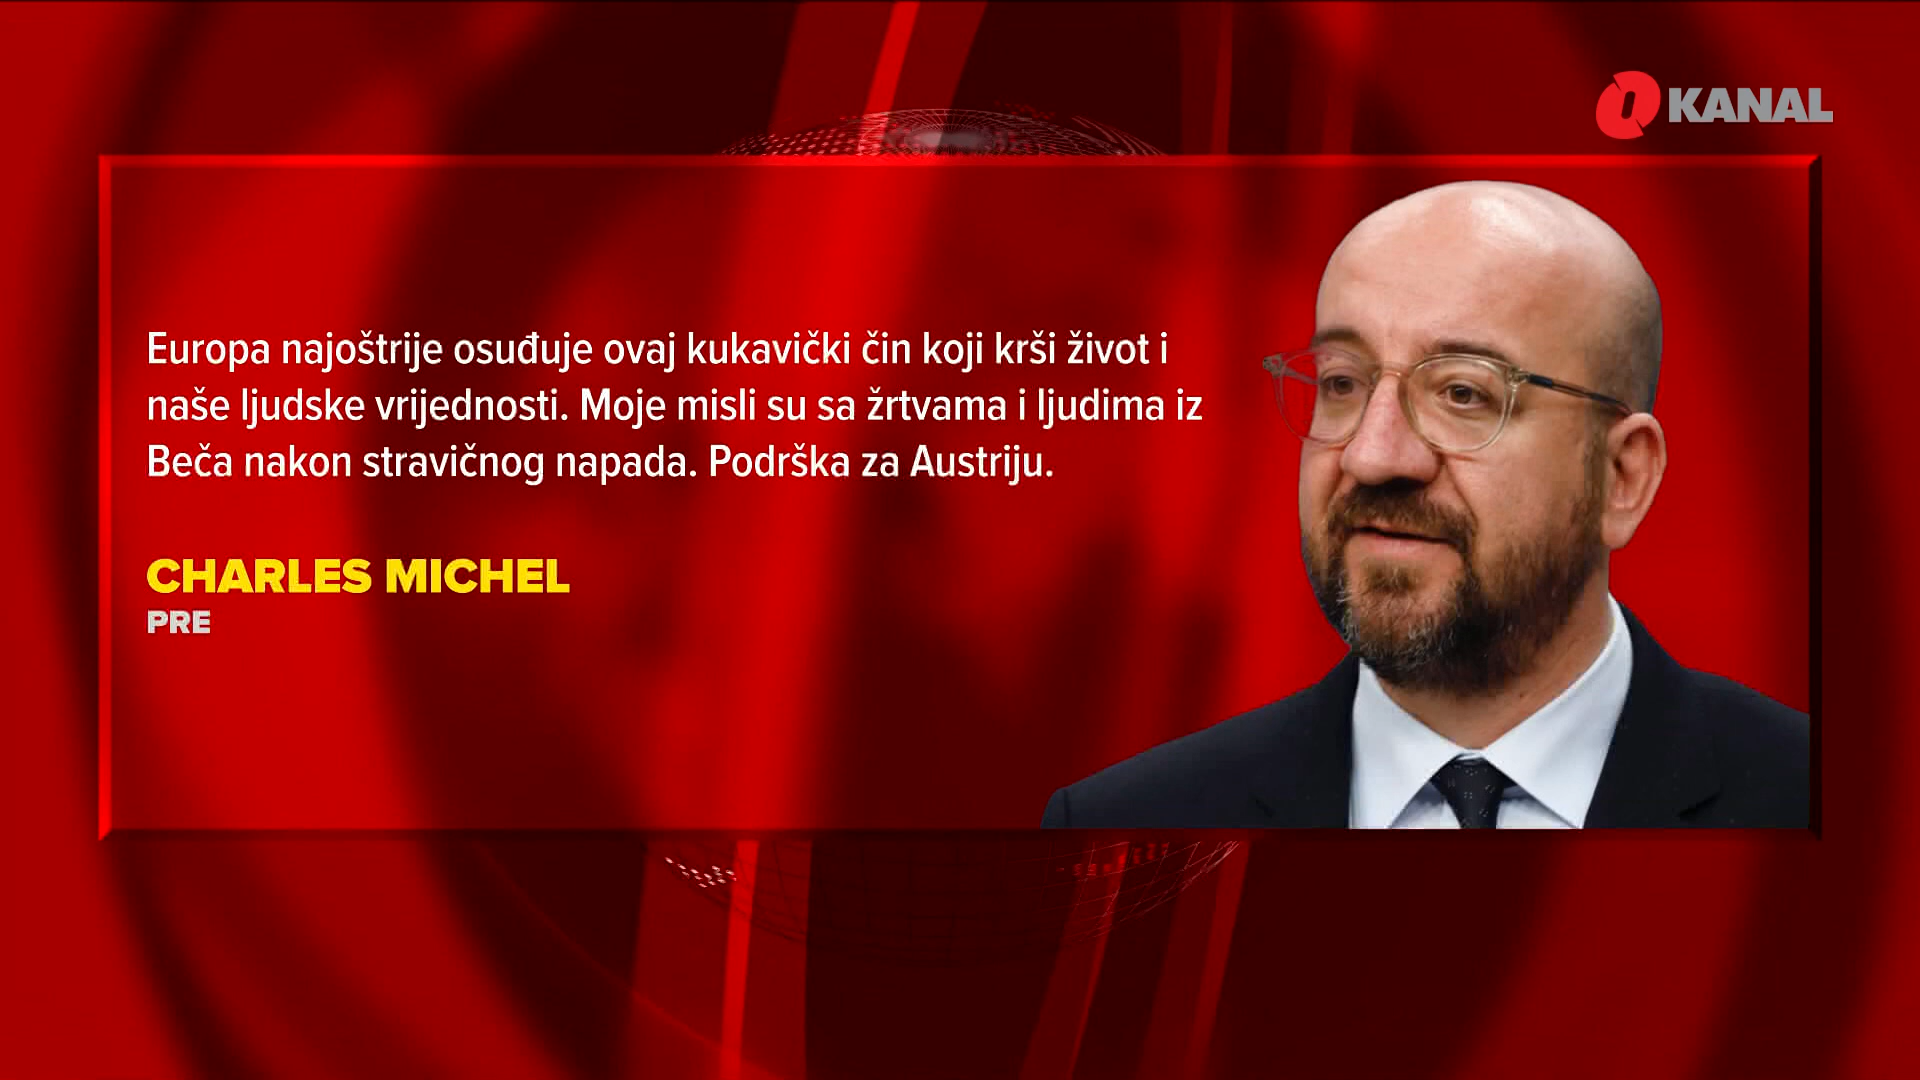 O KANAL
Europa najoštrije osuđuje ovaj kukavički čin koji krši život i
naše ljudske vrijednosti. Moje misli su sa žrtvama i ljudima iz
Beča nakon stravičnog napada. Podrška za Austriju.
CHARLES MICHEL
PRE